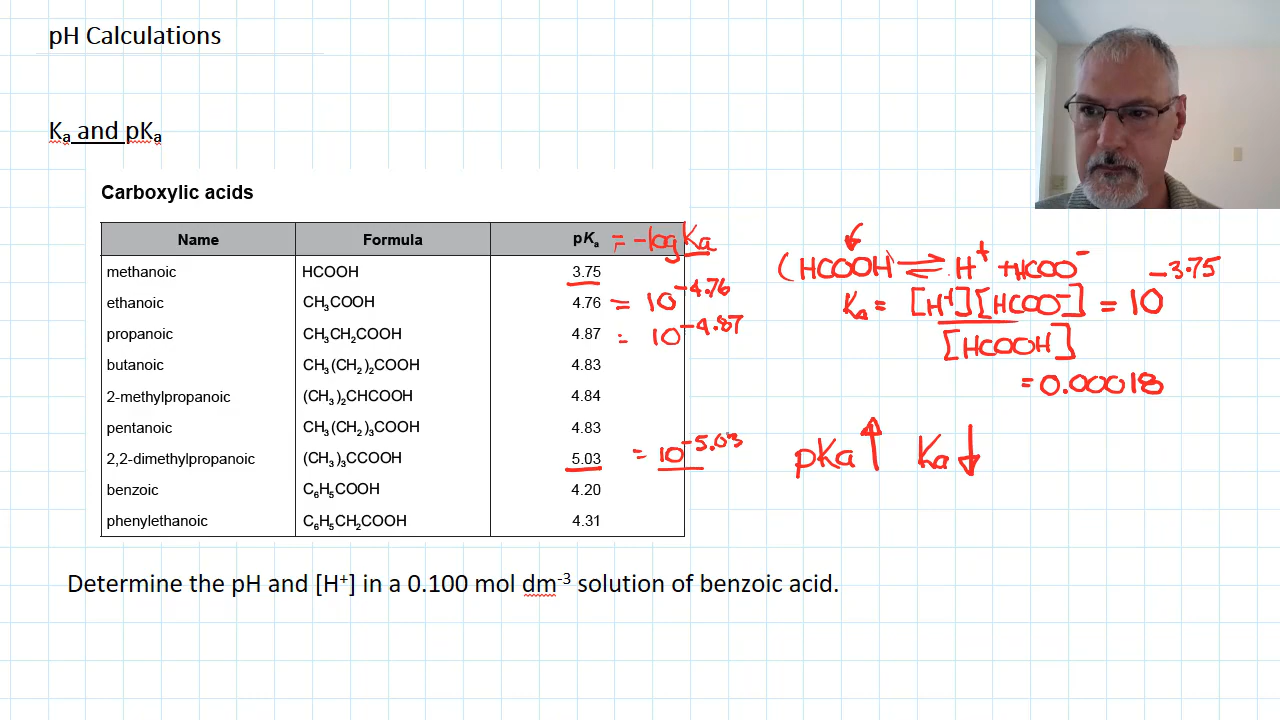 pH Calculations
Kₐ and pKₐ
Carboxylic acids
Name Formula pKₐ = -log Ka
methanoic HCOOH 3.75
ethanoic CH₃COOH 4.76 = 10⁻⁴·⁷⁶
propanoic CH₃CH₂COOH 4.87 = 10⁻⁴·⁸⁷
butanoic CH₃(CH₂)₂COOH 4.83
2-methylpropanoic (CH₃)₂CHCOOH 4.84
pentanoic CH₃(CH₂)₃COOH 4.83
2,2-dimethylpropanoic (CH₃)₃CCOOH 5.03 = 10⁻⁵·⁰³
benzoic C₆H₅COOH 4.20
phenylethanoic C₆H₅CH₂COOH 4.31
(HCOOH ⇌ H⁺ + HCOO⁻
Ka = [H⁺][HCOO⁻] = 10⁻³·⁷⁵
[HCOOH]
= 0.00018
pKa ↑ Ka ↓
Determine the pH and [H⁺] in a 0.100 mol dm⁻³ solution of benzoic acid.